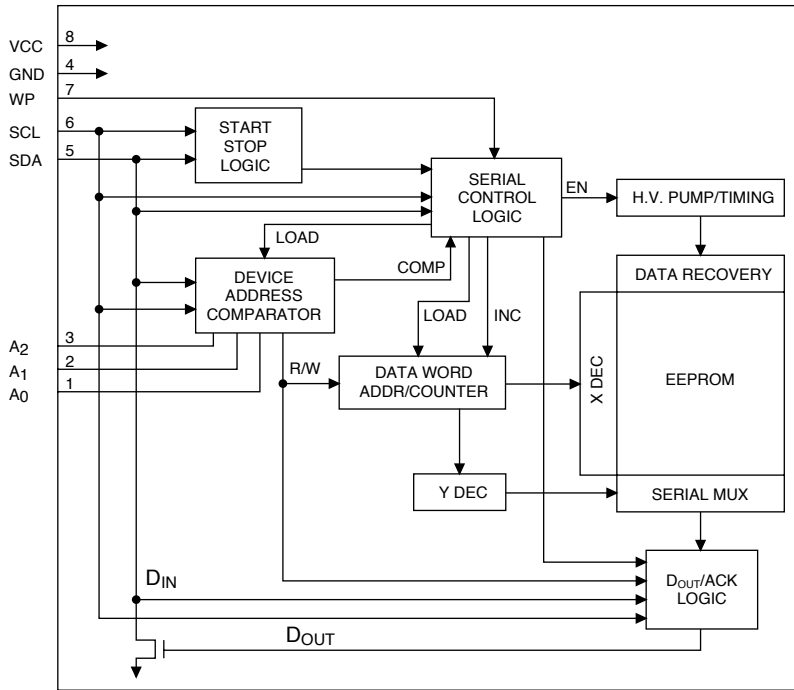 VCC 8
GND 4
WP 7
SCL 6
SDA 5
START
STOP
LOGIC
SERIAL
CONTROL
LOGIC
EN
H.V. PUMP/TIMING
LOAD
COMP
DEVICE
ADDRESS
COMPARATOR
LOAD
INC
DATA RECOVERY
A2 3
A1 2
A0 1
R/W
DATA WORD
ADDR/COUNTER
X DEC
EEPROM
Y DEC
SERIAL MUX
DIN
DOUT/ACK
LOGIC
DOUT